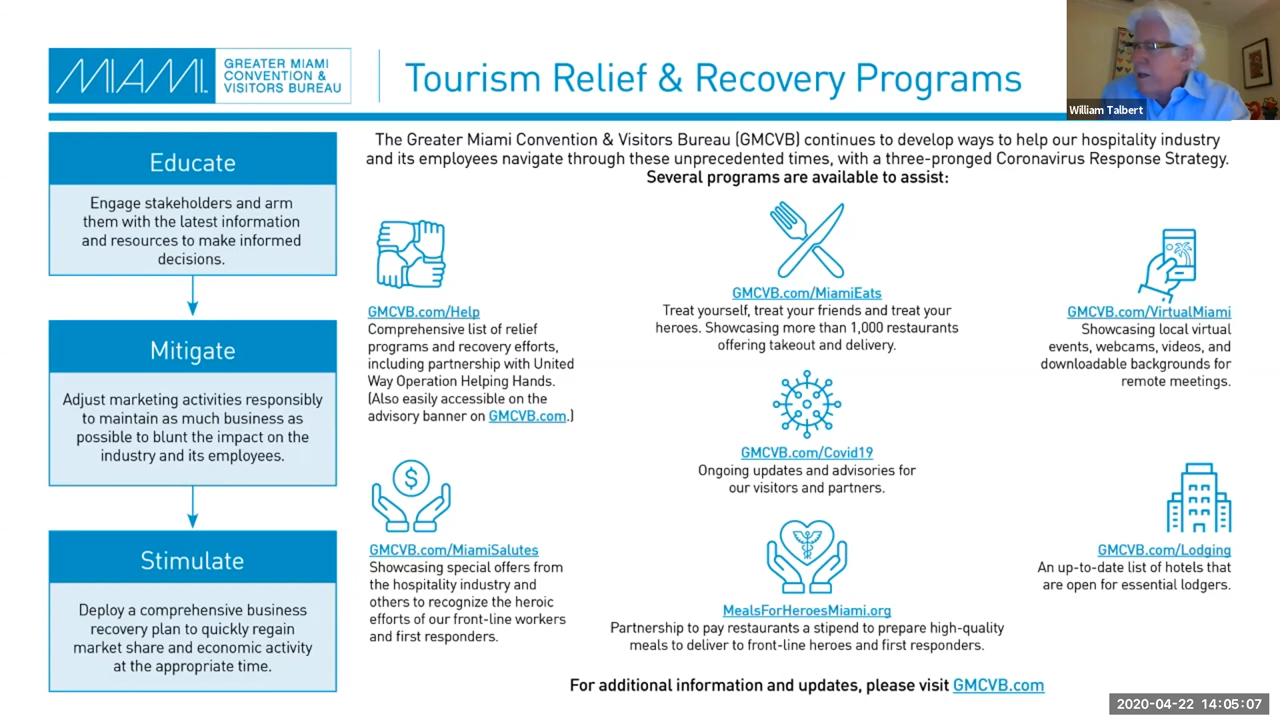 MIAMI
GREATER MIAMI
CONVENTION &
VISITORS BUREAU
Tourism Relief & Recovery Programs
William Talbert
The Greater Miami Convention & Visitors Bureau (GMCVB) continues to develop ways to help our hospitality industry
and its employees navigate through these unprecedented times, with a three-pronged Coronavirus Response Strategy.
Several programs are available to assist:
Educate
Engage stakeholders and arm
them with the latest information
and resources to make informed
decisions.
Mitigate
Adjust marketing activities responsibly
to maintain as much business as
possible to blunt the impact on the
industry and its employees.
Stimulate
Deploy a comprehensive business
recovery plan to quickly regain
market share and economic activity
at the appropriate time.
GMCVB.com/Help
Comprehensive list of relief
programs and recovery efforts,
including partnership with United
Way Operation Helping Hands.
(Also easily accessible on the
advisory banner on GMCVB.com.)
$
GMCVB.com/MiamiSalutes
Showcasing special offers from
the hospitality industry and
others to recognize the heroic
efforts of our front-line workers
and first responders.
GMCVB.com/MiamiEats
Treat yourself, treat your friends and treat your
heroes. Showcasing more than 1,000 restaurants
offering takeout and delivery.
GMCVB.com/Covid19
Ongoing updates and advisories for
our visitors and partners.
MealsForHeroesMiami.org
Partnership to pay restaurants a stipend to prepare high-quality
meals to deliver to front-line heroes and first responders.
GMCVB.com/VirtualMiami
Showcasing local virtual
events, webcams, videos, and
downloadable backgrounds for
remote meetings.
GMCVB.com/Lodging
An up-to-date list of hotels that
are open for essential lodgers.
For additional information and updates, please visit GMCVB.com
2020-04-22 14:05:07